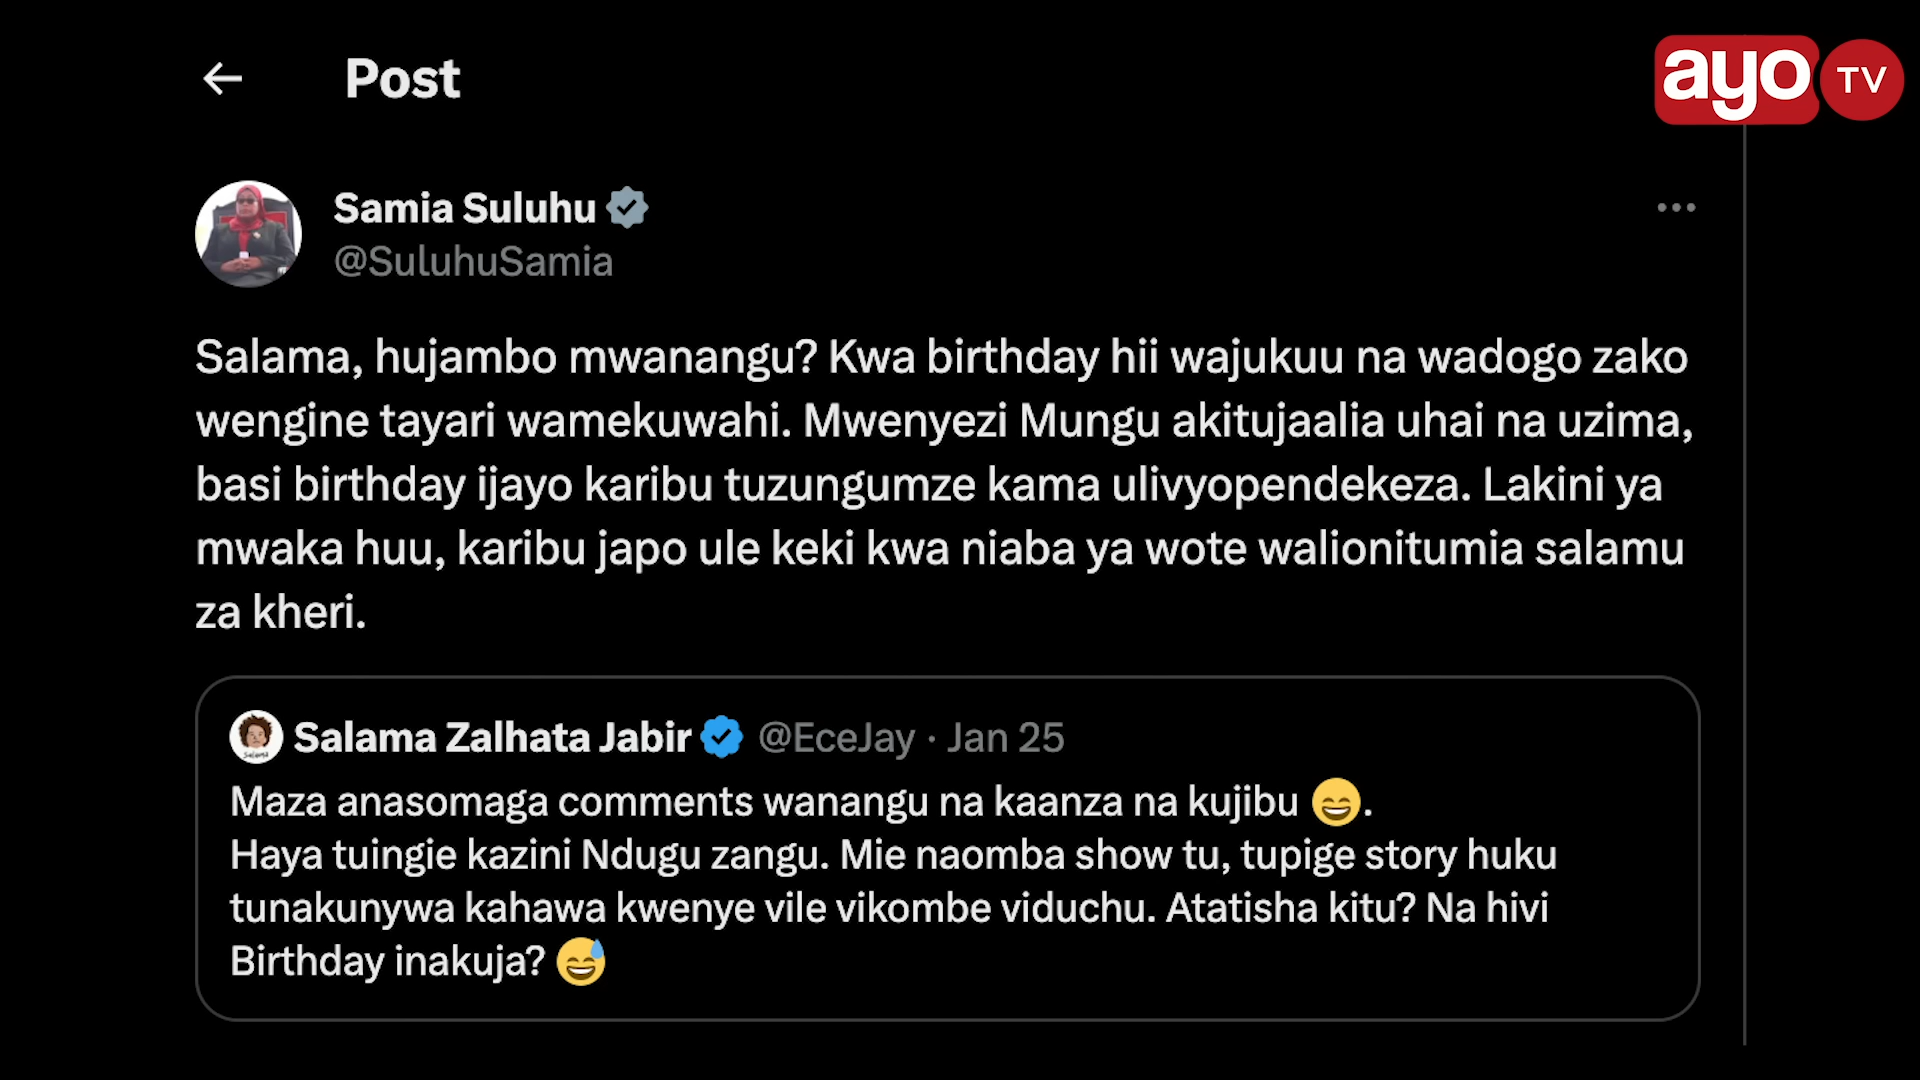 Post
ayo TV
Samia Suluhu
@SuluhuSamia
Salama, hujambo mwanangu? Kwa birthday hii wajukuu na wadogo zako
wengine tayari wamekuwahi. Mwenyezi Mungu akitujaalia uhai na uzima,
basi birthday ijayo karibu tuzungumze kama ulivyopendekeza. Lakini ya
mwaka huu, karibu japo ule keki kwa niaba ya wote walionitumia salamu
za kheri.
Salama Zalhata Jabir @EceJay · Jan 25
Maza anasomaga comments wanangu na kaanza na kujibu 😄.
Haya tuingie kazini Ndugu zangu. Mie naomba show tu, tupige story huku
tunakunywa kahawa kwenye vile vikombe viduchu. Atatisha kitu? Na hivi
Birthday inakuja? 😅